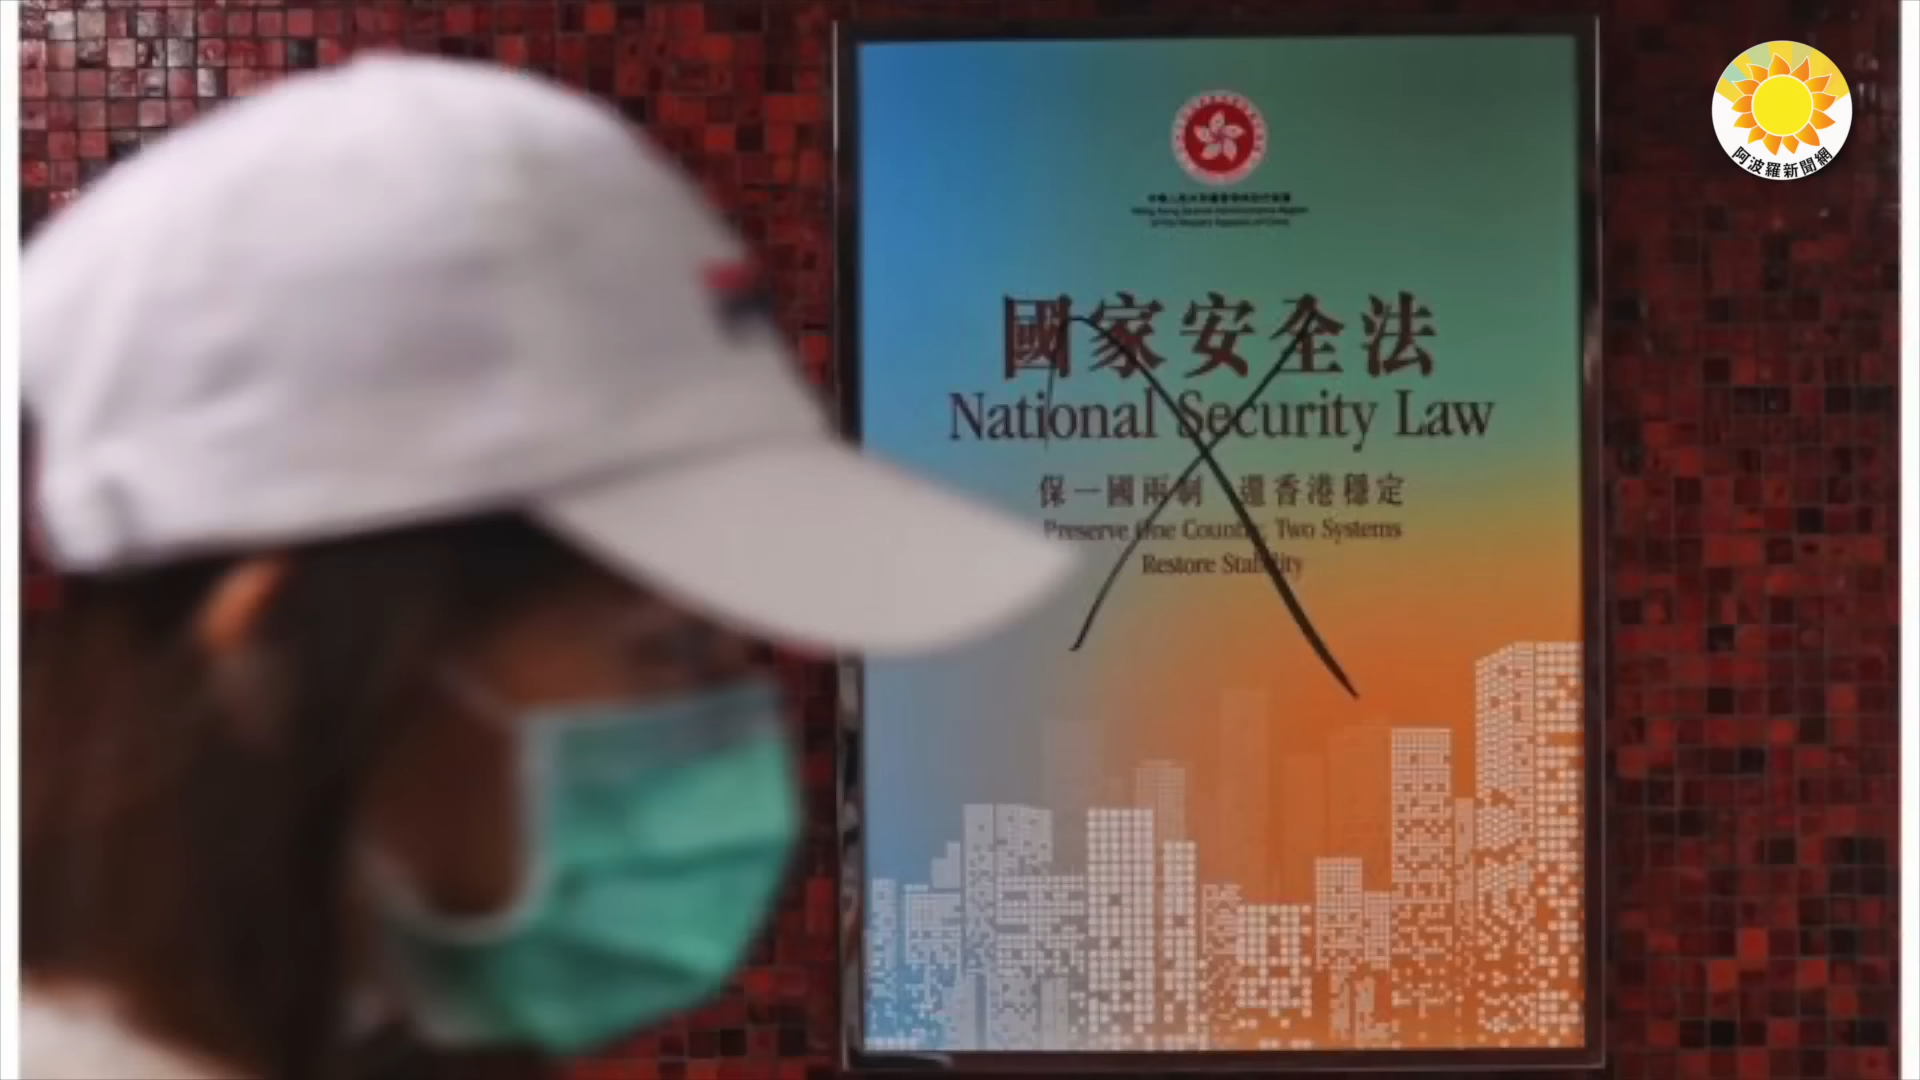 阿波羅新聞網
國家安全法
National Security Law
保一國兩制 還香港穩定
Preserve One Country, Two Systems
Restore Stability